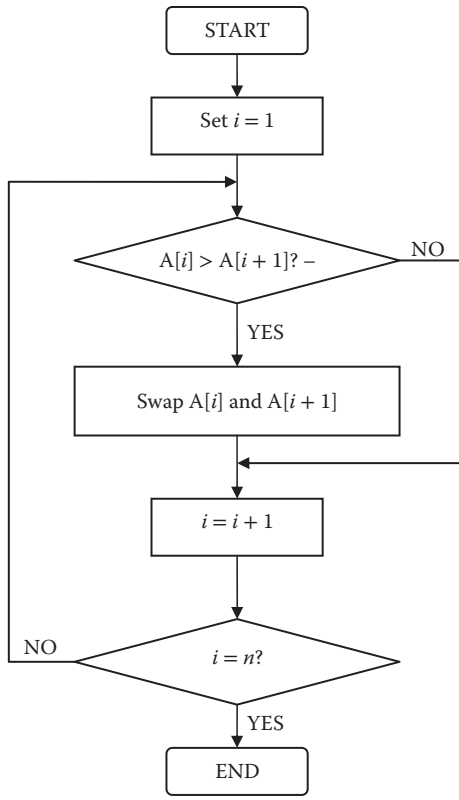 START
Set i = 1
A[i] > A[i + 1]? –
NO
YES
Swap A[i] and A[i + 1]
i = i + 1
NO
i = n?
YES
END